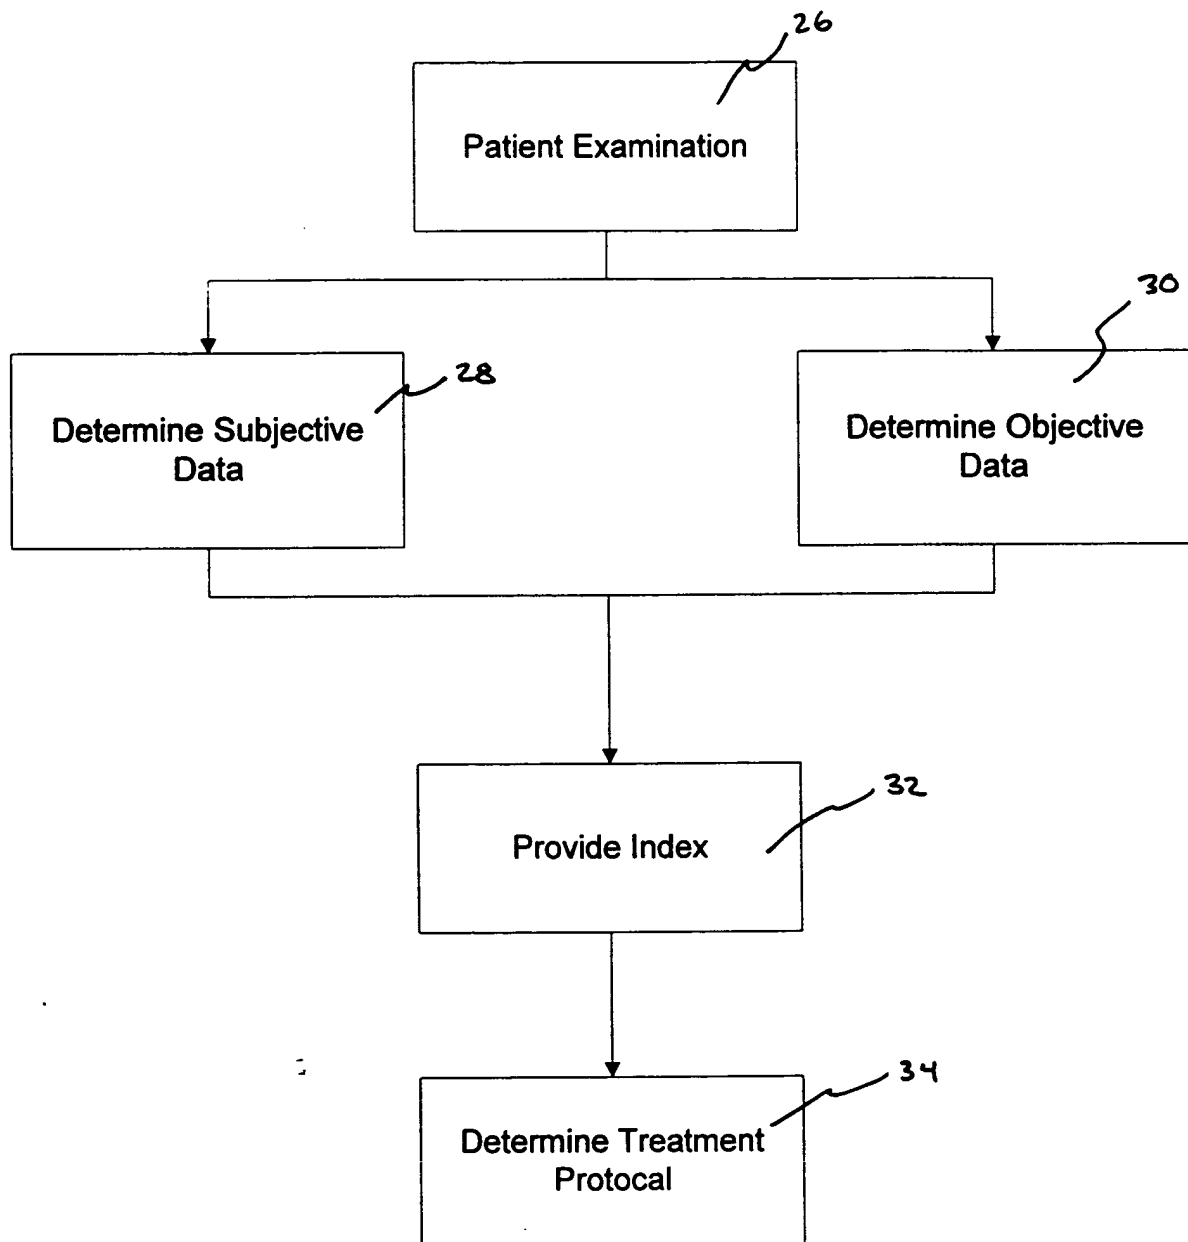 26
Patient Examination
30
28
Determine Subjective
Data
Determine Objective
Data
32
Provide Index
34
Determine Treatment
Protocal